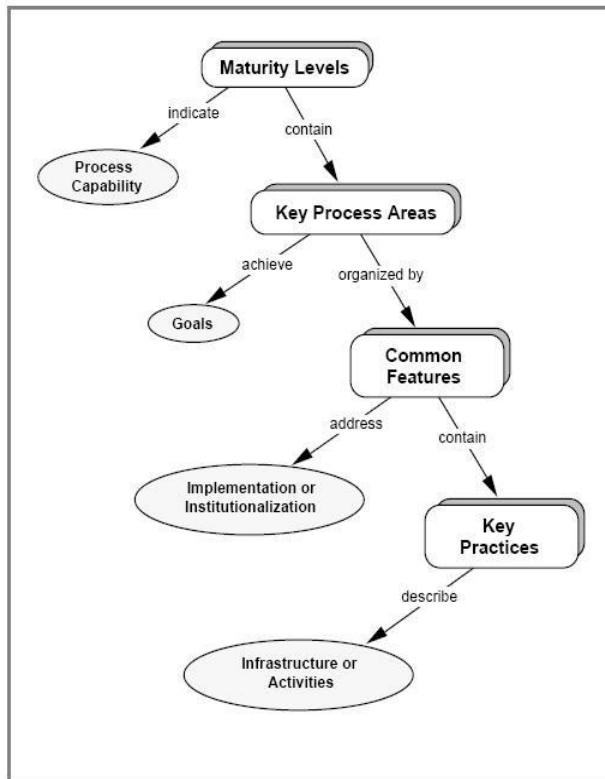 Maturity Levels
indicate
contain
Process
Capability
Key Process Areas
achieve
organized by
Goals
Common
Features
address
contain
Implementation or
Institutionalization
Key
Practices
describe
Infrastructure or
Activities